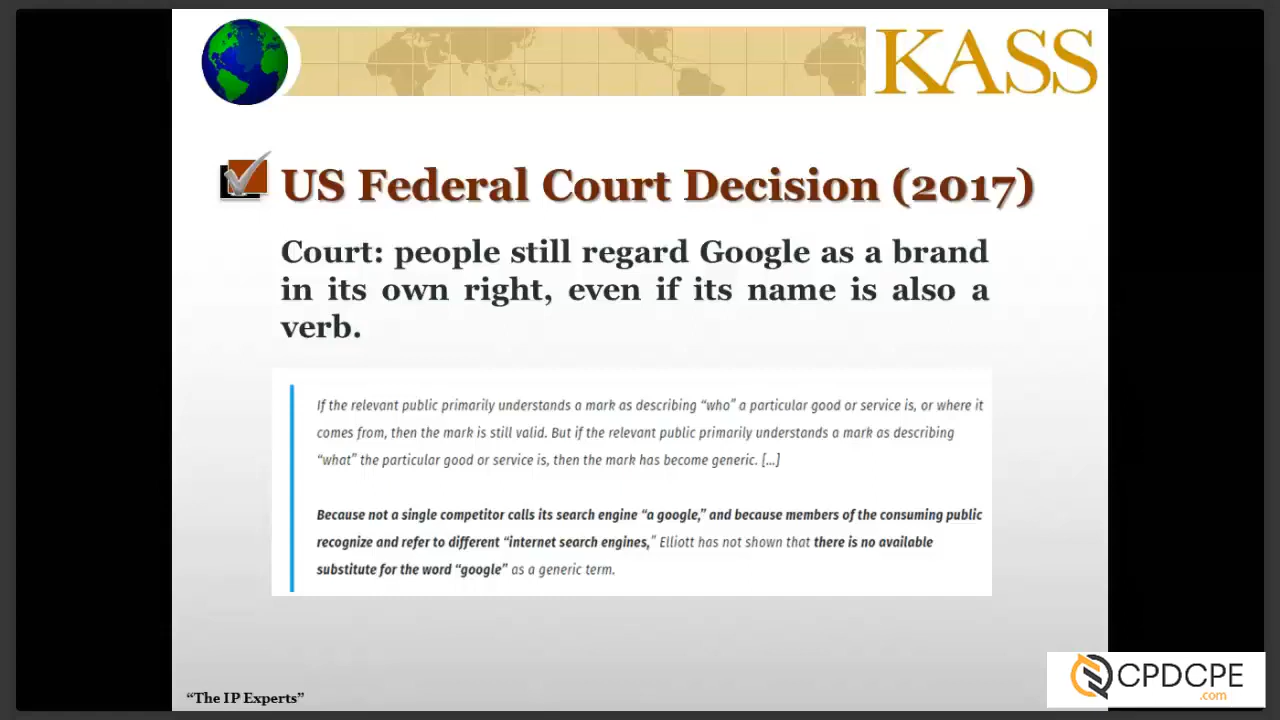 KASS
US Federal Court Decision (2017)
Court: people still regard Google as a brand
in its own right, even if its name is also a
verb.
If the relevant public primarily understands a mark as describing “who” a particular good or service is, or where it
comes from, then the mark is still valid. But if the relevant public primarily understands a mark as describing
“what” the particular good or service is, then the mark has become generic. [...]
Because not a single competitor calls its search engine “a google,” and because members of the consuming public
recognize and refer to different “internet search engines,” Elliott has not shown that there is no available
substitute for the word “google” as a generic term.
“The IP Experts”
CPDCPE
.com